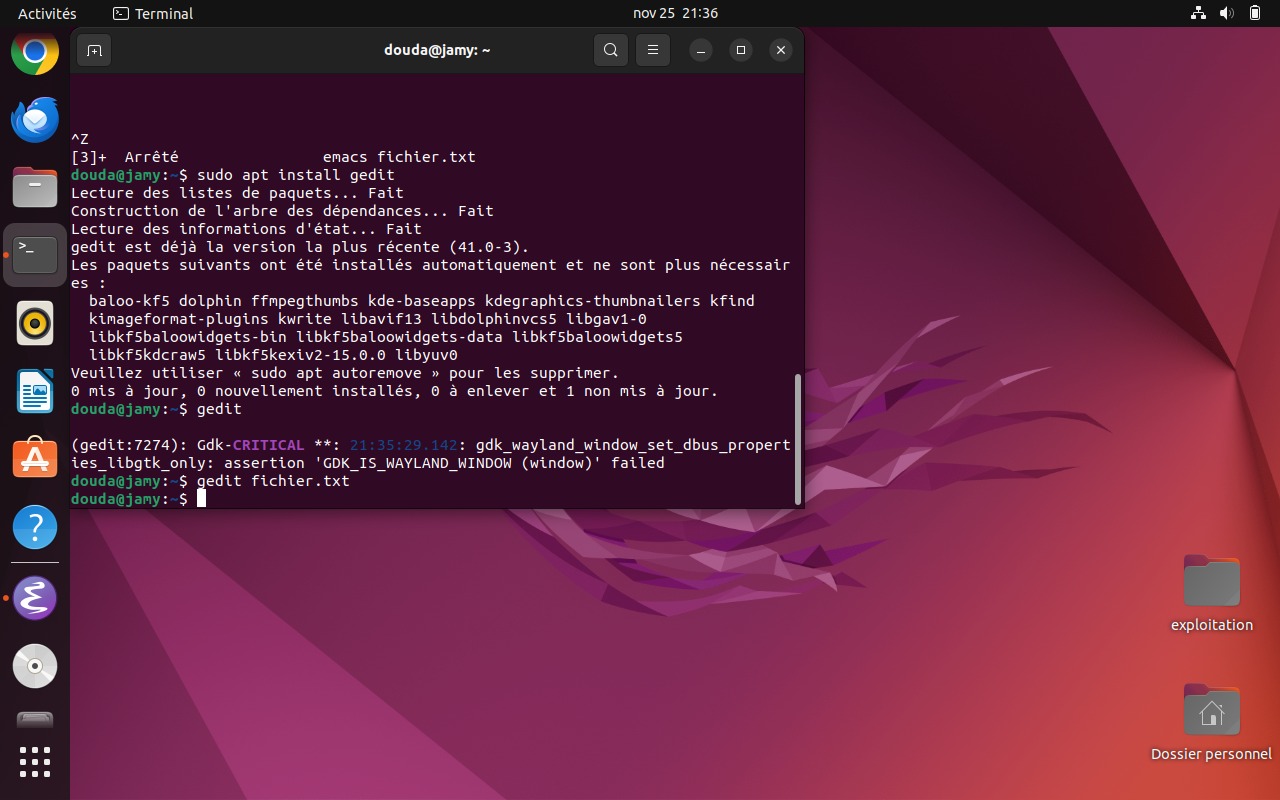 Activités
Terminal
nov 25 21:36
douda@jamy: ~
^Z
[3]+  Arrêté                emacs fichier.txt
douda@jamy:~$ sudo apt install gedit
Lecture des listes de paquets... Fait
Construction de l'arbre des dépendances... Fait
Lecture des informations d'état... Fait
gedit est déjà la version la plus récente (41.0-3).
Les paquets suivants ont été installés automatiquement et ne sont plus nécessair
es :
  baloo-kf5 dolphin ffmpegthumbs kde-baseapps kdegraphics-thumbnailers kfind
  kimageformat-plugins kwrite libavif13 libdolphinvcs5 libgav1-0
  libkf5baloowidgets-bin libkf5baloowidgets-data libkf5baloowidgets5
  libkf5kdcraw5 libkf5kexiv2-15.0.0 libyuv0
Veuillez utiliser « sudo apt autoremove » pour les supprimer.
0 mis à jour, 0 nouvellement installés, 0 à enlever et 1 non mis à jour.
douda@jamy:~$ gedit
(gedit:7274): Gdk-CRITICAL **: 21:35:29.142: gdk_wayland_window_set_dbus_propert
ies_libgtk_only: assertion 'GDK_IS_WAYLAND_WINDOW (window)' failed
douda@jamy:~$ gedit fichier.txt
douda@jamy:~$
exploitation
Dossier personnel